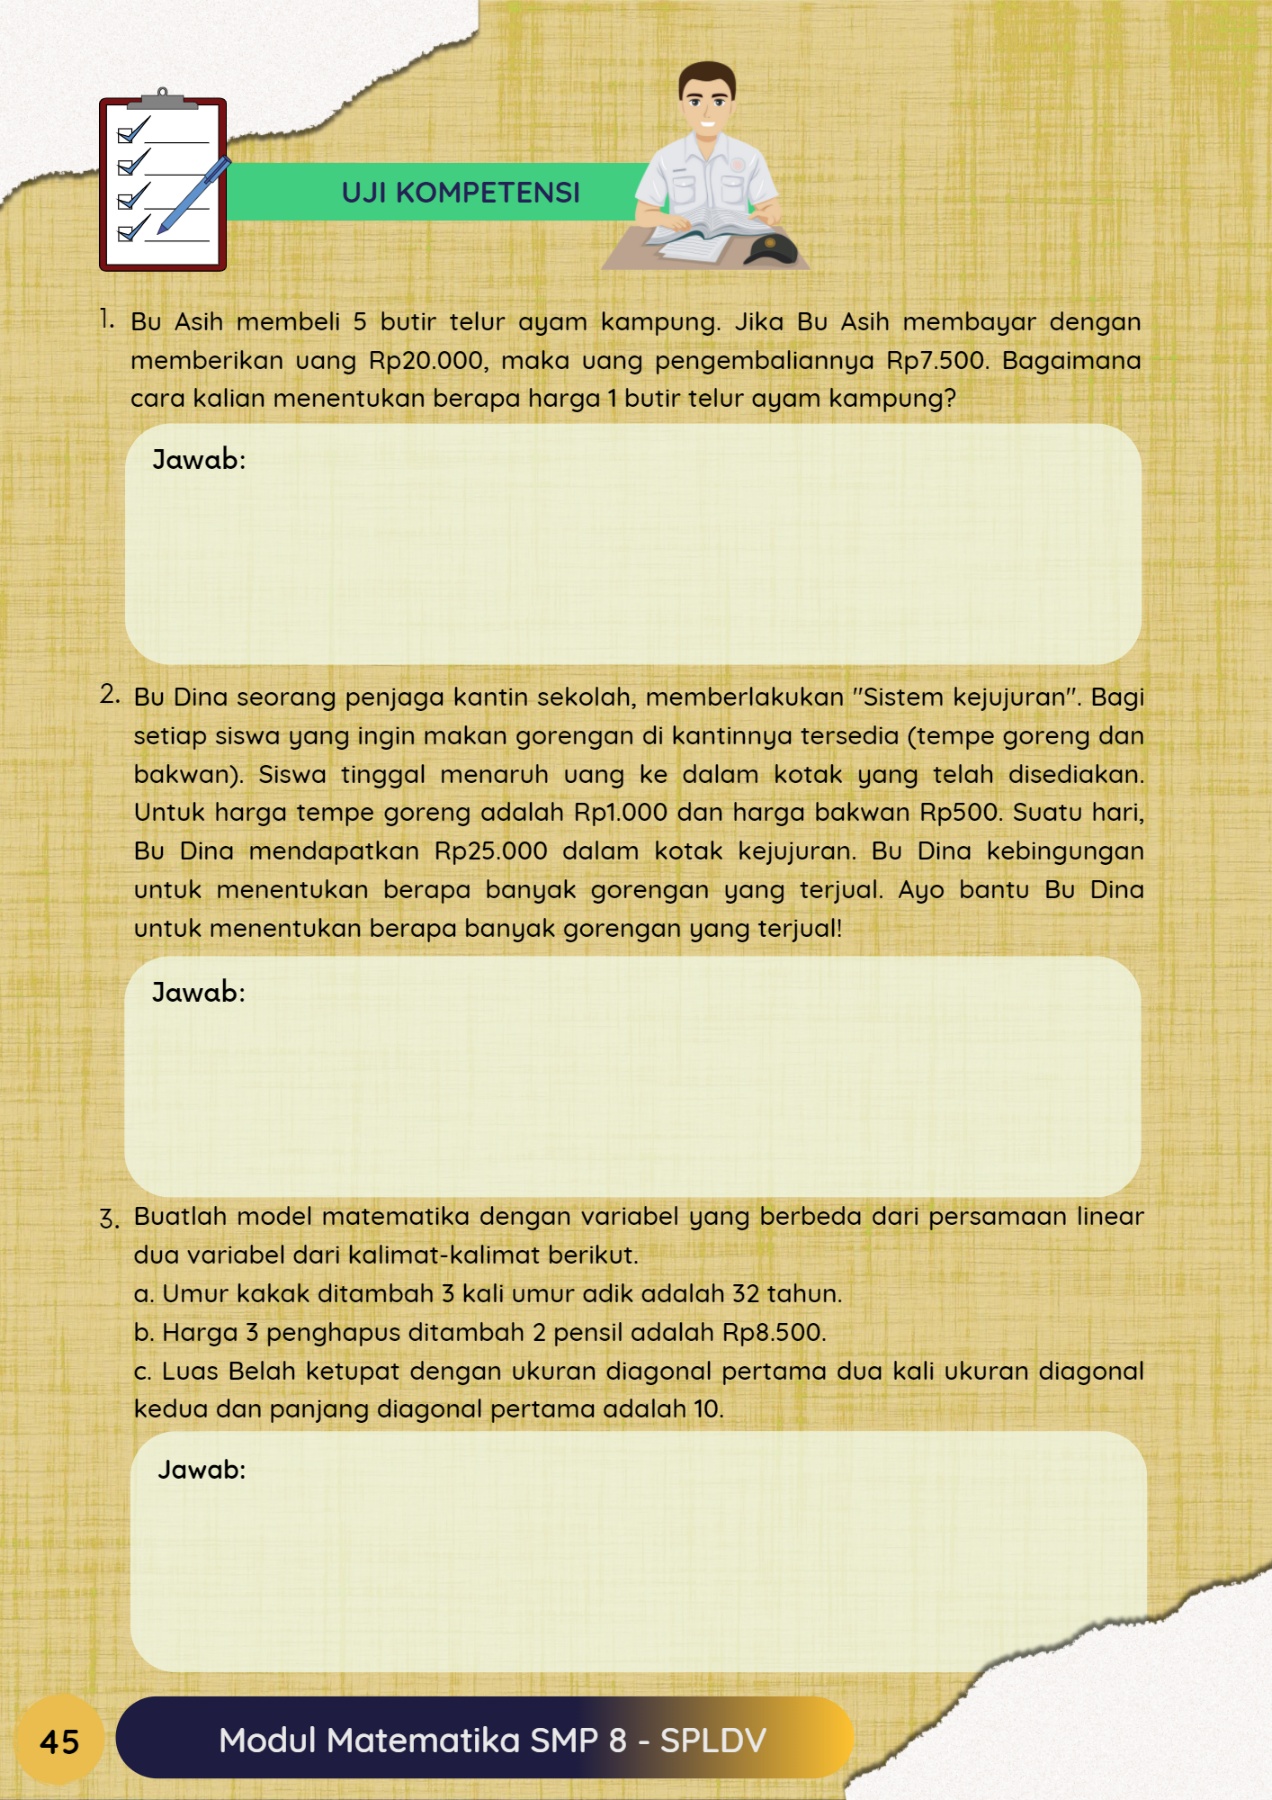 UJI KOMPETENSI
1. Bu Asih membeli 5 butir telur ayam kampung. Jika Bu Asih membayar dengan
memberikan uang Rp20.000, maka uang pengembaliannya Rp7.500. Bagaimana
cara kalian menentukan berapa harga 1 butir telur ayam kampung?
Jawab:
2. Bu Dina seorang penjaga kantin sekolah, memberlakukan "Sistem kejujuran". Bagi
setiap siswa yang ingin makan gorengan di kantinnya tersedia (tempe goreng dan
bakwan). Siswa tinggal menaruh uang ke dalam kotak yang telah disediakan.
Untuk harga tempe goreng adalah Rp1.000 dan harga bakwan Rp500. Suatu hari,
Bu Dina mendapatkan Rp25.000 dalam kotak kejujuran. Bu Dina kebingungan
untuk menentukan berapa banyak gorengan yang terjual. Ayo bantu Bu Dina
untuk menentukan berapa banyak gorengan yang terjual!
Jawab:
3. Buatlah model matematika dengan variabel yang berbeda dari persamaan linear
dua variabel dari kalimat-kalimat berikut.
a. Umur kakak ditambah 3 kali umur adik adalah 32 tahun.
b. Harga 3 penghapus ditambah 2 pensil adalah Rp8.500.
c. Luas Belah ketupat dengan ukuran diagonal pertama dua kali ukuran diagonal
kedua dan panjang diagonal pertama adalah 10.
Jawab:
45
Modul Matematika SMP 8 - SPLDV